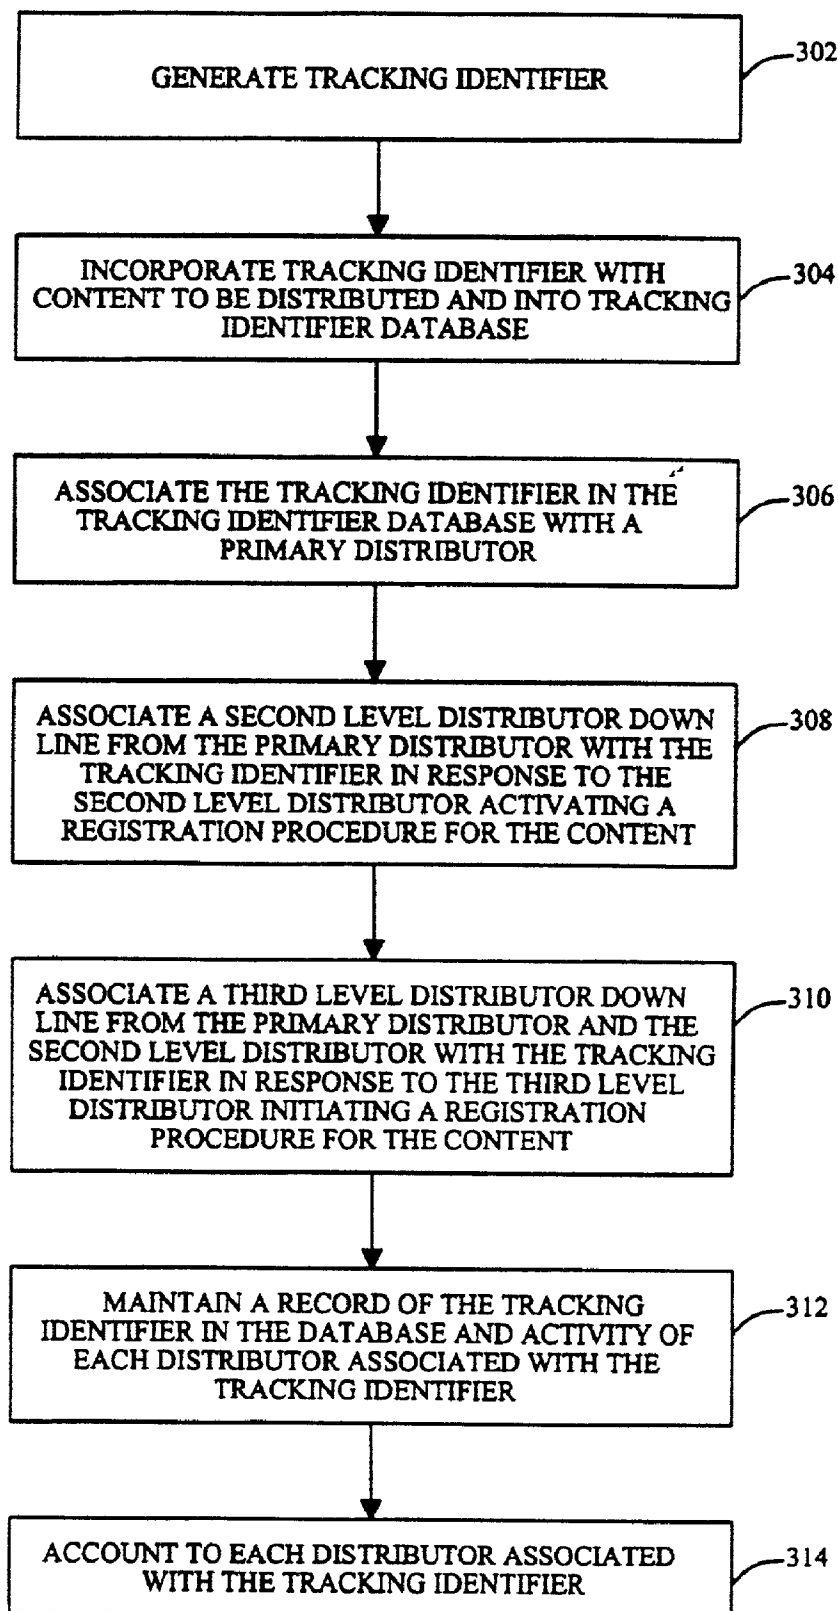 GENERATE TRACKING IDENTIFIER
302
INCORPORATE TRACKING IDENTIFIER WITH
CONTENT TO BE DISTRIBUTED AND INTO TRACKING
IDENTIFIER DATABASE
304
ASSOCIATE THE TRACKING IDENTIFIER IN THE
TRACKING IDENTIFIER DATABASE WITH A
PRIMARY DISTRIBUTOR
306
ASSOCIATE A SECOND LEVEL DISTRIBUTOR DOWN
LINE FROM THE PRIMARY DISTRIBUTOR WITH THE
TRACKING IDENTIFIER IN RESPONSE TO THE
SECOND LEVEL DISTRIBUTOR ACTIVATING A
REGISTRATION PROCEDURE FOR THE CONTENT
308
ASSOCIATE A THIRD LEVEL DISTRIBUTOR DOWN
LINE FROM THE PRIMARY DISTRIBUTOR AND THE
SECOND LEVEL DISTRIBUTOR WITH THE TRACKING
IDENTIFIER IN RESPONSE TO THE THIRD LEVEL
DISTRIBUTOR INITIATING A REGISTRATION
PROCEDURE FOR THE CONTENT
310
MAINTAIN A RECORD OF THE TRACKING
IDENTIFIER IN THE DATABASE AND ACTIVITY OF
EACH DISTRIBUTOR ASSOCIATED WITH THE
TRACKING IDENTIFIER
312
ACCOUNT TO EACH DISTRIBUTOR ASSOCIATED
WITH THE TRACKING IDENTIFIER
314